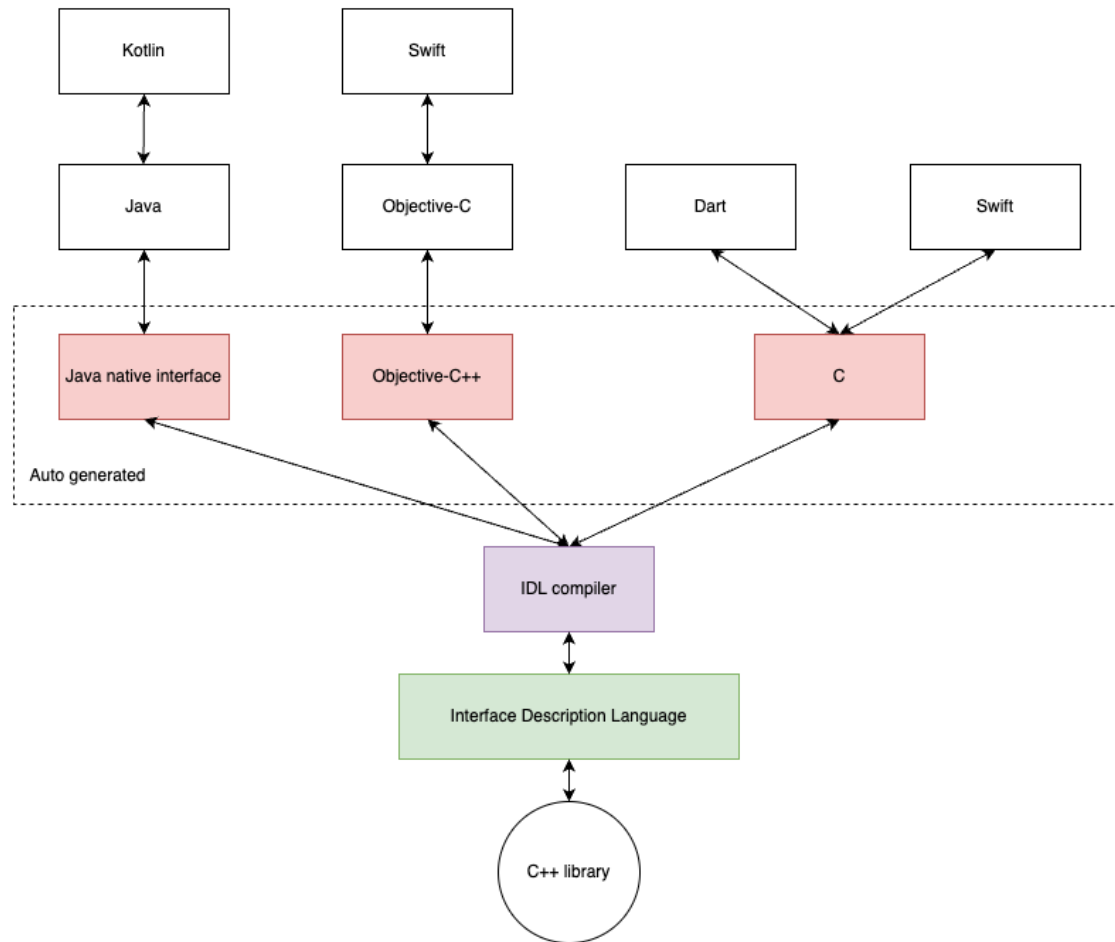 Kotlin
Swift
Java
Objective-C
Dart
Swift
Java native interface
Objective-C++
C
Auto generated
IDL compiler
Interface Description Language
C++ library